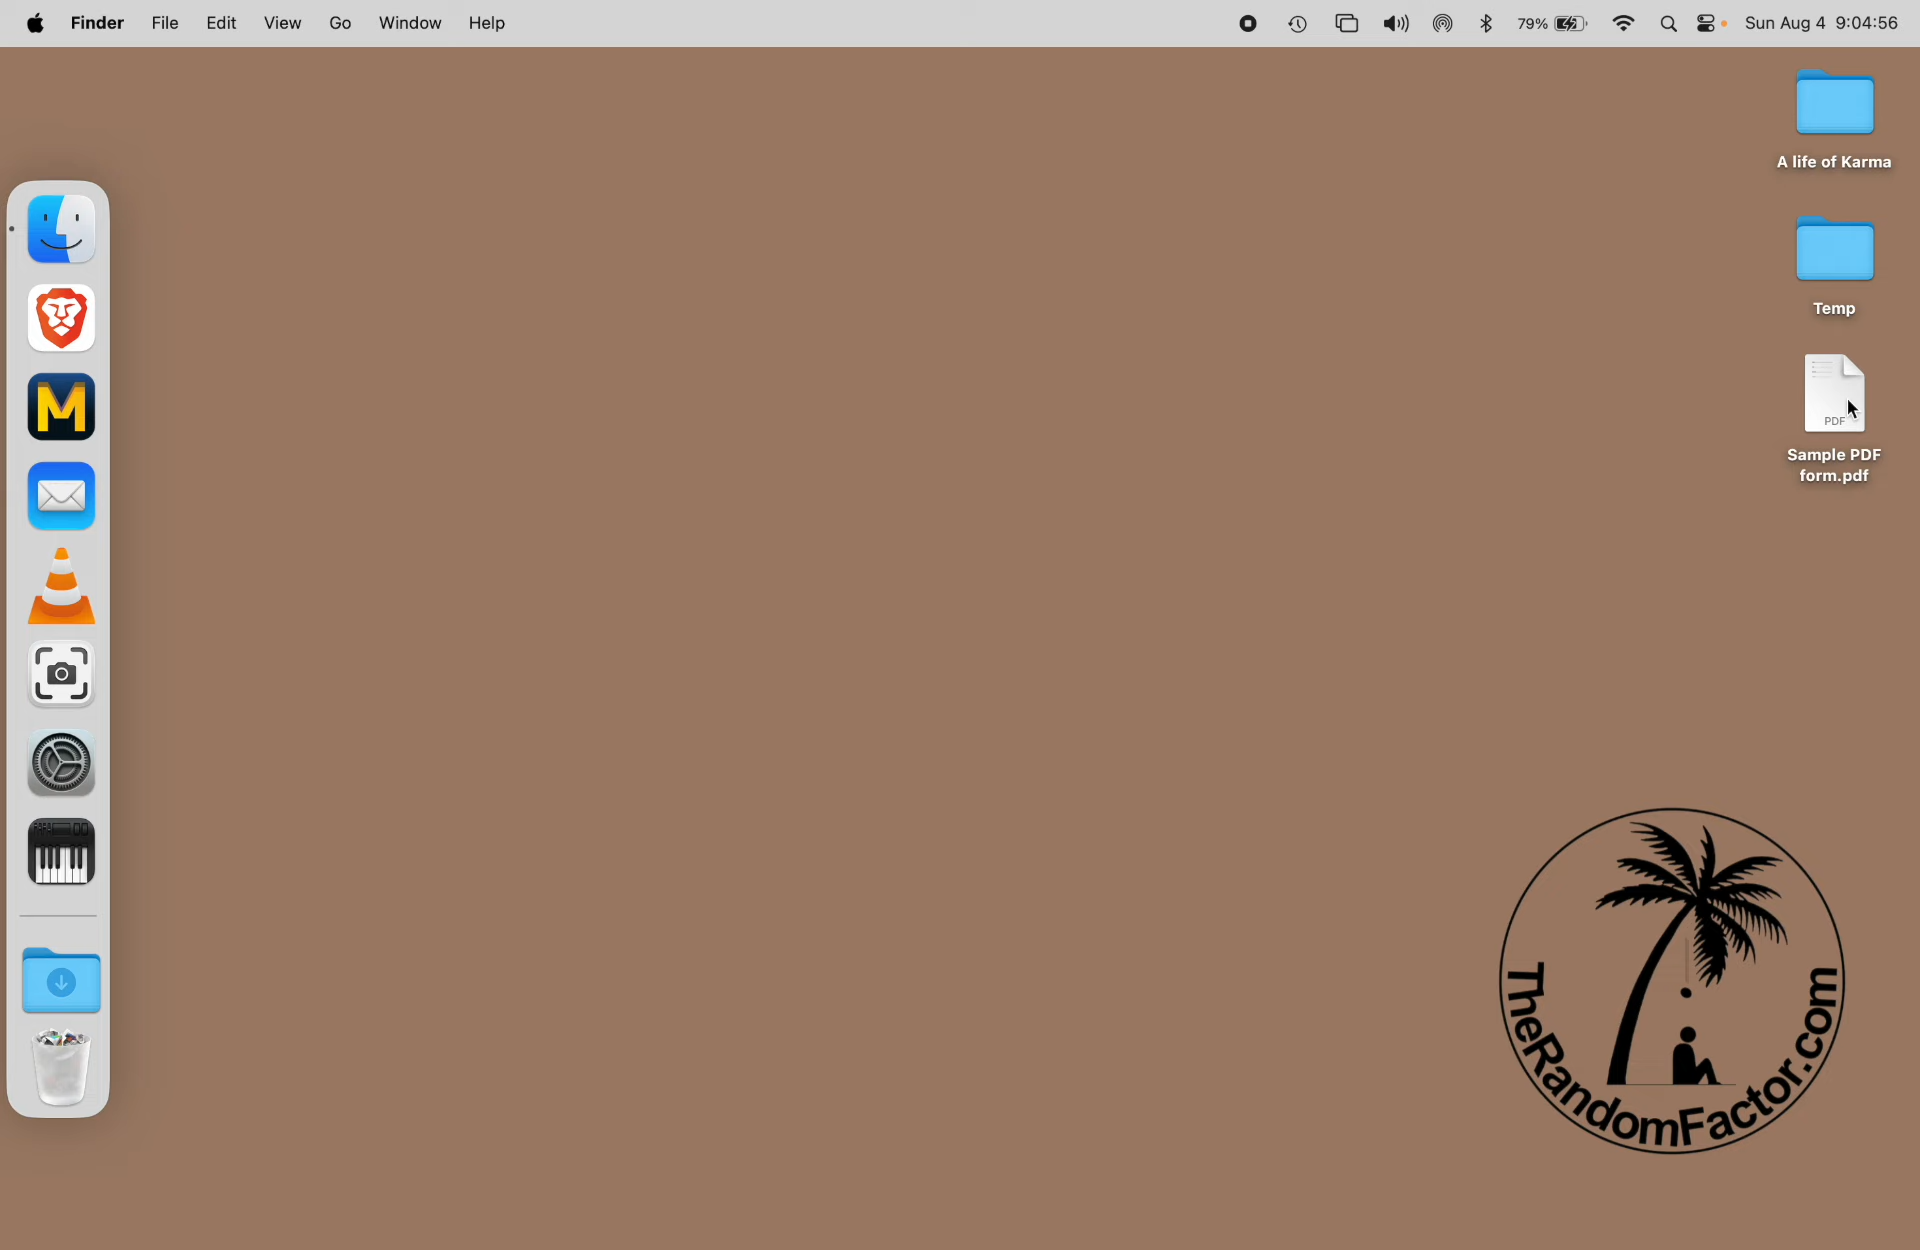 Finder File Edit View Go Window Help 79% Sun Aug 4 9:04:56
A life of Karma
Temp
PDF
Sample PDF
form.pdf
M
TheRandomFactor.com